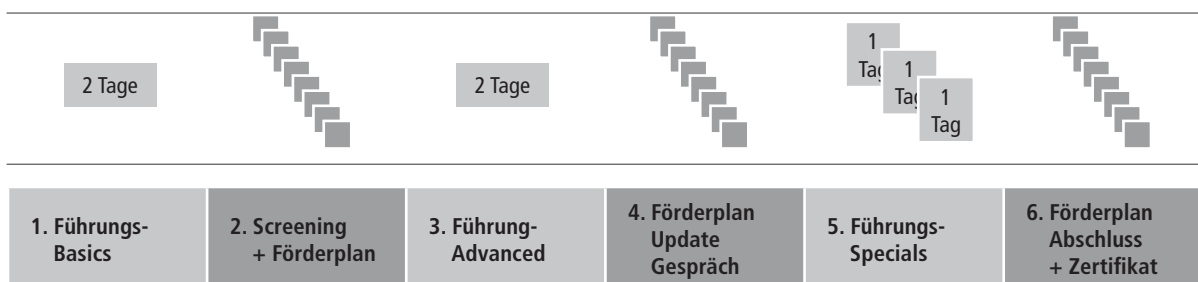 2 Tage
2 Tage
1
Tag
1
Tag
1
Tag
1. Führungs-
Basics
2. Screening
+ Förderplan
3. Führung-
Advanced
4. Förderplan
Update
Gespräch
5. Führungs-
Specials
6. Förderplan
Abschluss
+ Zertifikat